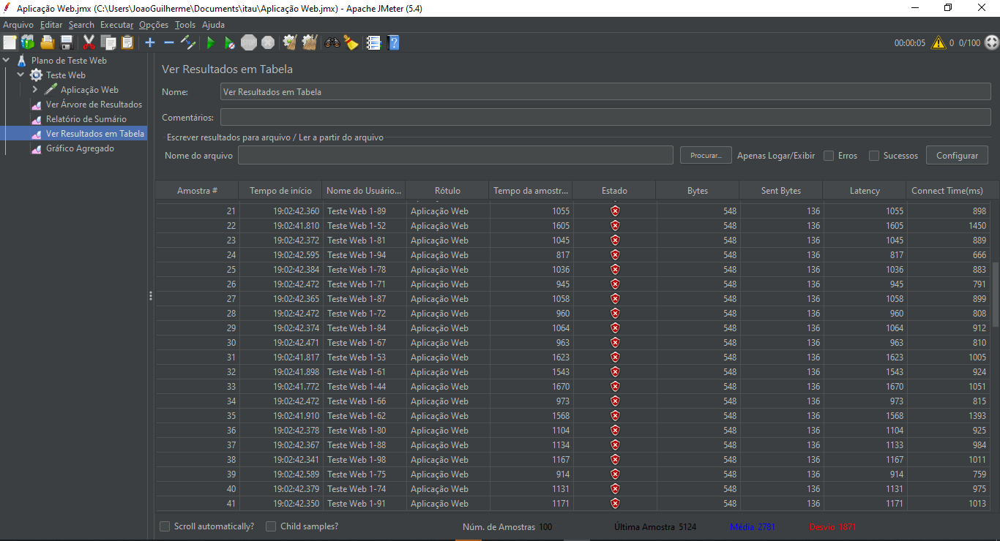 Aplicação Web.jmx (C:\Users\JoaoGuilherme\Documents\itau\Aplicação Web.jmx) - Apache JMeter (5.4)
Arquivo Editar Search Executar Opções Tools Ajuda
00:00:05 0 0/100
Plano de Teste Web
Teste Web
Aplicação Web
Ver Árvore de Resultados
Relatório de Sumário
Ver Resultados em Tabela
Gráfico Agregado
Ver Resultados em Tabela
Nome: Ver Resultados em Tabela
Comentários:
Escrever resultados para arquivo / Ler a partir do arquivo
Nome do arquivo Procurar... Apenas Logar/Exibir Erros Sucessos Configurar
Amostra # Tempo de início Nome do Usuário... Rótulo Tempo da amostr... Estado Bytes Sent Bytes Latency Connect Time(ms)
21 19:02:42.360 Teste Web 1-89 Aplicação Web 1055 548 136 1055 898
22 19:02:41.810 Teste Web 1-52 Aplicação Web 1605 548 136 1605 1450
23 19:02:42.372 Teste Web 1-81 Aplicação Web 1045 548 136 1045 889
24 19:02:42.595 Teste Web 1-94 Aplicação Web 817 548 136 817 666
25 19:02:42.384 Teste Web 1-78 Aplicação Web 1036 548 136 1036 883
26 19:02:42.472 Teste Web 1-71 Aplicação Web 945 548 136 945 791
27 19:02:42.365 Teste Web 1-87 Aplicação Web 1058 548 136 1058 899
28 19:02:42.472 Teste Web 1-72 Aplicação Web 960 548 136 960 808
29 19:02:42.374 Teste Web 1-84 Aplicação Web 1064 548 136 1064 912
30 19:02:42.471 Teste Web 1-67 Aplicação Web 963 548 136 963 810
31 19:02:41.817 Teste Web 1-53 Aplicação Web 1623 548 136 1623 1005
32 19:02:41.898 Teste Web 1-61 Aplicação Web 1543 548 136 1543 924
33 19:02:41.772 Teste Web 1-44 Aplicação Web 1670 548 136 1670 1051
34 19:02:42.472 Teste Web 1-66 Aplicação Web 973 548 136 973 815
35 19:02:41.910 Teste Web 1-62 Aplicação Web 1568 548 136 1568 1393
36 19:02:42.378 Teste Web 1-80 Aplicação Web 1104 548 136 1104 925
37 19:02:42.367 Teste Web 1-88 Aplicação Web 1134 548 136 1133 984
38 19:02:42.341 Teste Web 1-98 Aplicação Web 1167 548 136 1167 1011
39 19:02:42.589 Teste Web 1-75 Aplicação Web 914 548 136 914 759
40 19:02:42.379 Teste Web 1-74 Aplicação Web 1131 548 136 1131 975
41 19:02:42.350 Teste Web 1-91 Aplicação Web 1171 548 136 1171 1013
Scroll automatically? Child samples? Núm. de Amostras 100 Última Amostra 5124 Média 2781 Desvio 1871